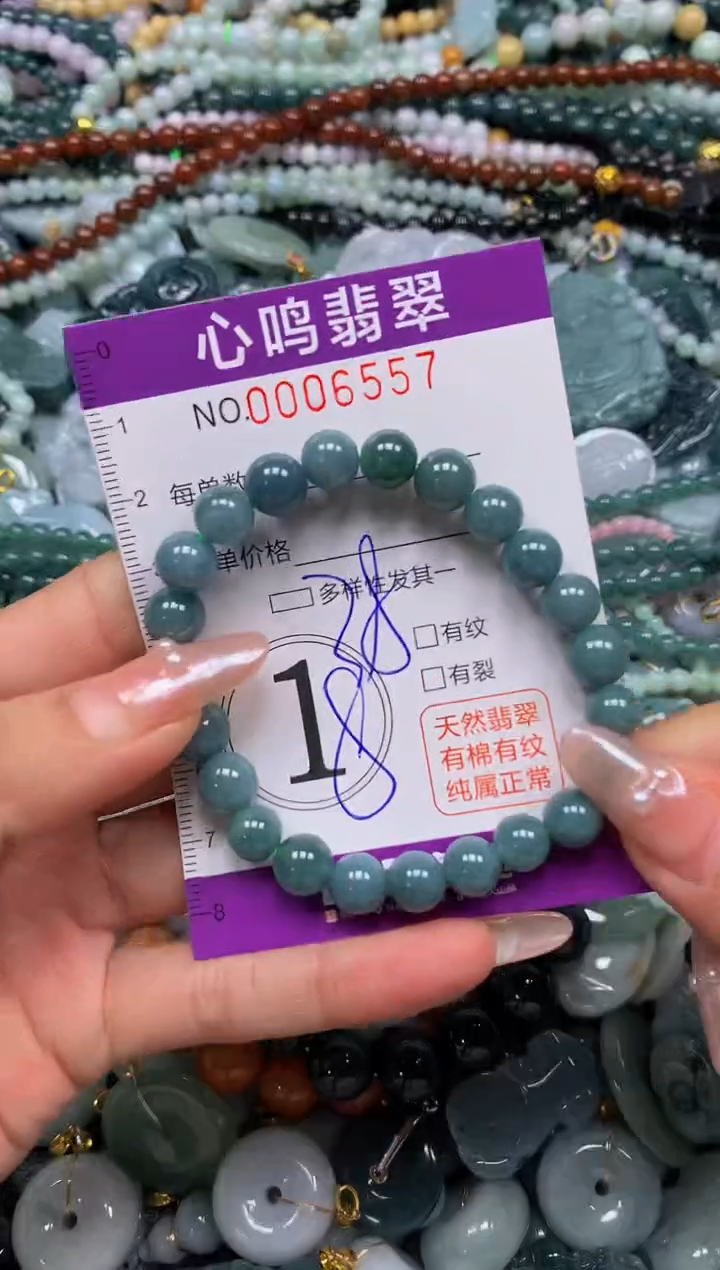 心鸣翡翠
NO.0006557
每单数
单价格
多样性发其一
有纹
有裂
1
天然翡翠
有棉有纹
纯属正常
0
1
2
7
8